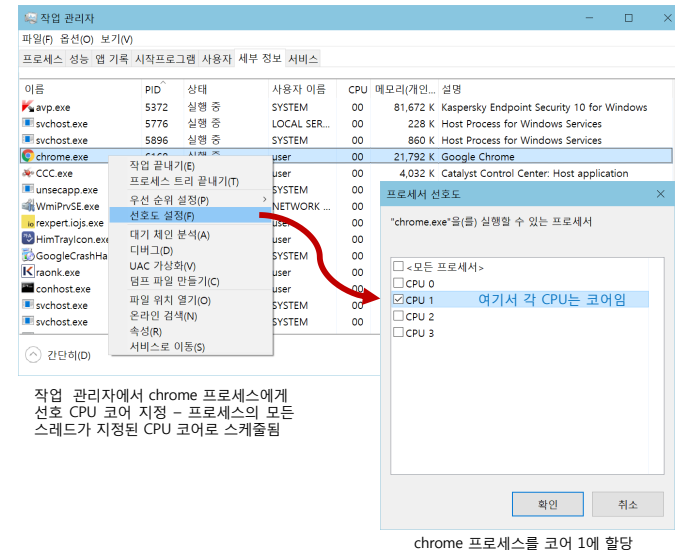 작업 관리자
파일(F) 옵션(O) 보기(V)
프로세스 성능 앱 기록 시작프로그램 사용자 세부 정보 서비스
이름 PID 상태 사용자 이름 CPU 메모리(개인... 설명
avp.exe 5372 실행 중 SYSTEM 00 81,672 K Kaspersky Endpoint Security 10 for Windows
svchost.exe 5776 실행 중 LOCAL SER... 00 228 K Host Process for Windows Services
svchost.exe 5896 실행 중 SYSTEM 00 860 K Host Process for Windows Services
chrome.exe 실행 중 user 00 21,792 K Google Chrome
CCC.exe user 00 4,032 K Catalyst Control Center: Host application
unsecapp.exe SYSTEM 00
WmiPrvSE.exe NETWORK ... 00
rexpert.iojs.exe user 00
HimTrayIcon.exe user 00
GoogleCrashHa SYSTEM 00
raonk.exe user 00
conhost.exe user 00
svchost.exe SYSTEM 00
svchost.exe SYSTEM 00
작업 끝내기(E)
프로세스 트리 끝내기(T)
우선 순위 설정(P)
선호도 설정(F)
대기 체인 분석(A)
디버그(D)
UAC 가상화(V)
덤프 파일 만들기(C)
파일 위치 열기(O)
온라인 검색(N)
속성(R)
서비스로 이동(S)
간단히(D)
프로세서 선호도
"chrome.exe"을(를) 실행할 수 있는 프로세서
<모든 프로세서>
CPU 0
CPU 1 여기서 각 CPU는 코어임
CPU 2
CPU 3
확인 취소
작업 관리자에서 chrome 프로세스에게
선호 CPU 코어 지정 – 프로세스의 모든
스레드가 지정된 CPU 코어로 스케줄됨
chrome 프로세스를 코어 1에 할당